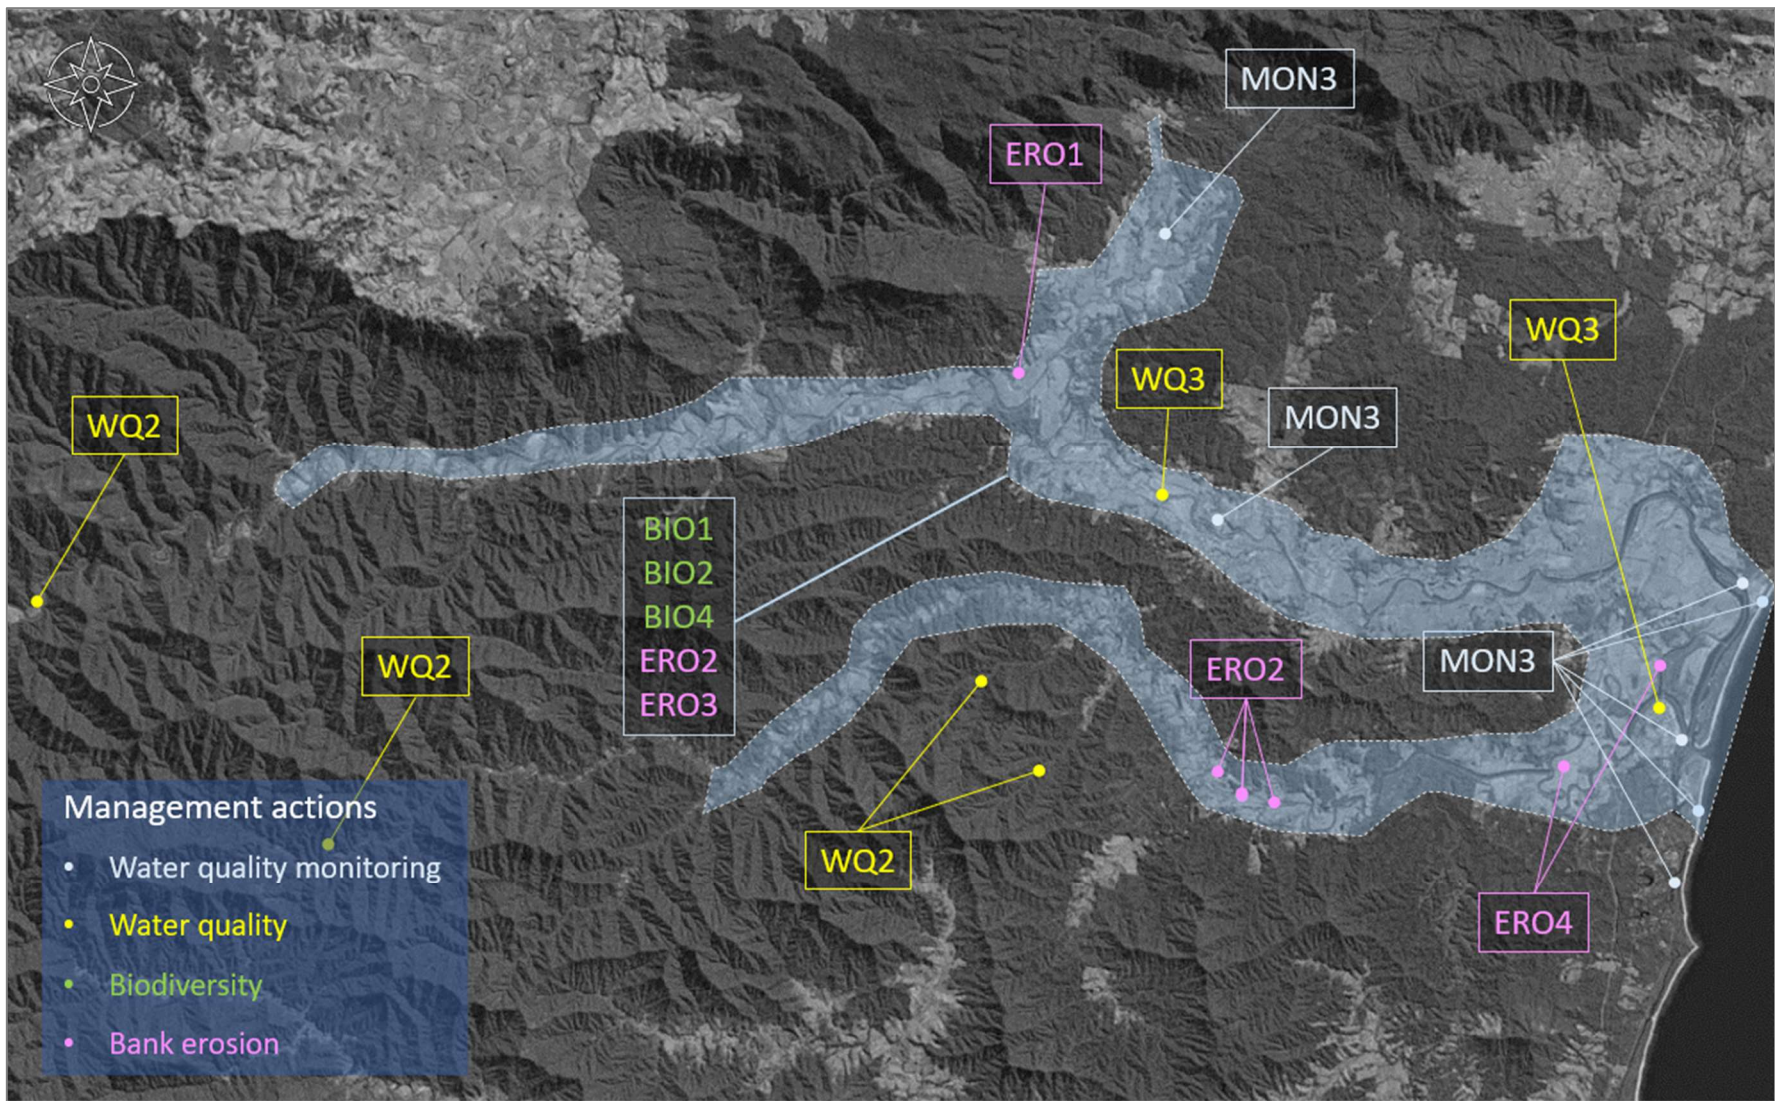 MON3
ERO1
WQ3
WQ3
MON3
WQ2
BIO1
BIO2
BIO4
ERO2
ERO3
WQ2
ERO2
MON3
WQ2
ERO4
Management actions
• Water quality monitoring
• Water quality
• Biodiversity
• Bank erosion